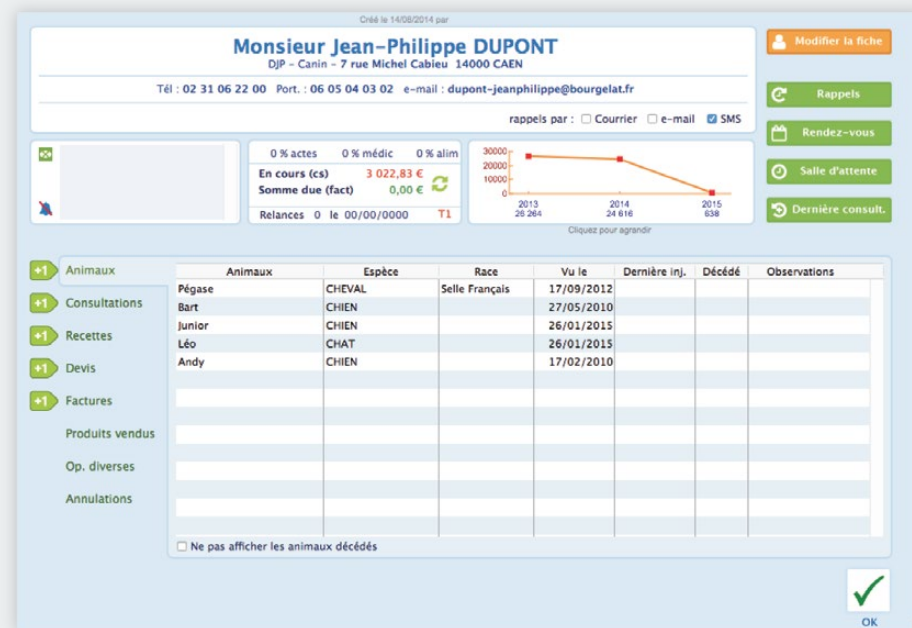 Créé le 14/08/2014 par
Monsieur Jean-Philippe DUPONT
DJP - Canin - 7 rue Michel Cabieu 14000 CAEN
Tél : 02 31 06 22 00 Port. : 06 05 04 03 02 e-mail : dupont-jeanphilippe@bourgelat.fr
rappels par : Courrier e-mail SMS
Modifier la fiche
Rappels
Rendez-vous
Salle d'attente
Dernière consult.
0 % actes 0 % médic 0 % alim
En cours (cs) 3 022,83 €
Somme due (fact) 0,00 €
Relances 0 le 00/00/0000 T1
30000
20000
10000
0
2013 2014 2015
26 264 24 616 638
Cliquez pour agrandir
+1 Animaux
+1 Consultations
+1 Recettes
+1 Devis
+1 Factures
Produits vendus
Op. diverses
Annulations
Animaux Espèce Race Vu le Dernière inj. Décédé Observations
Pégase CHEVAL Selle Français 17/09/2012
Bart CHIEN 27/05/2010
Junior CHIEN 26/01/2015
Léo CHAT 26/01/2015
Andy CHIEN 17/02/2010
Ne pas afficher les animaux décédés
OK